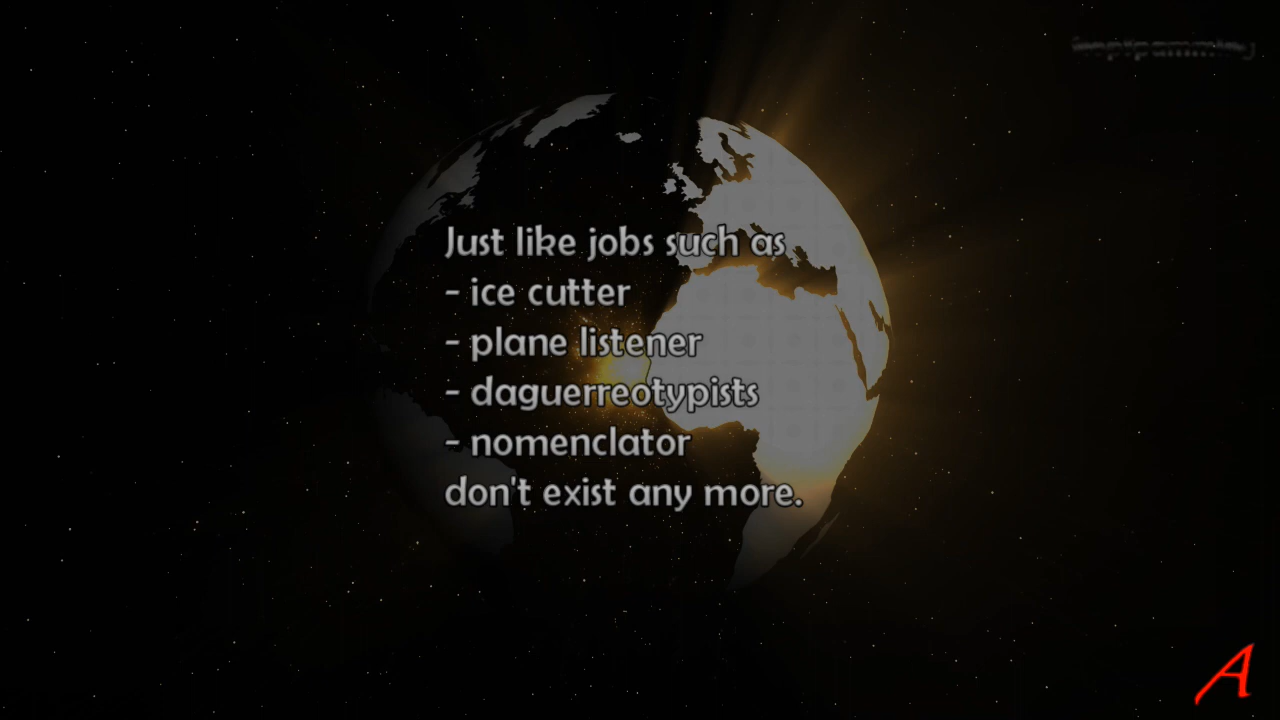 Just like jobs such as
- ice cutter
- plane listener
- daguerreotypists
- nomenclator
don't exist any more.
A